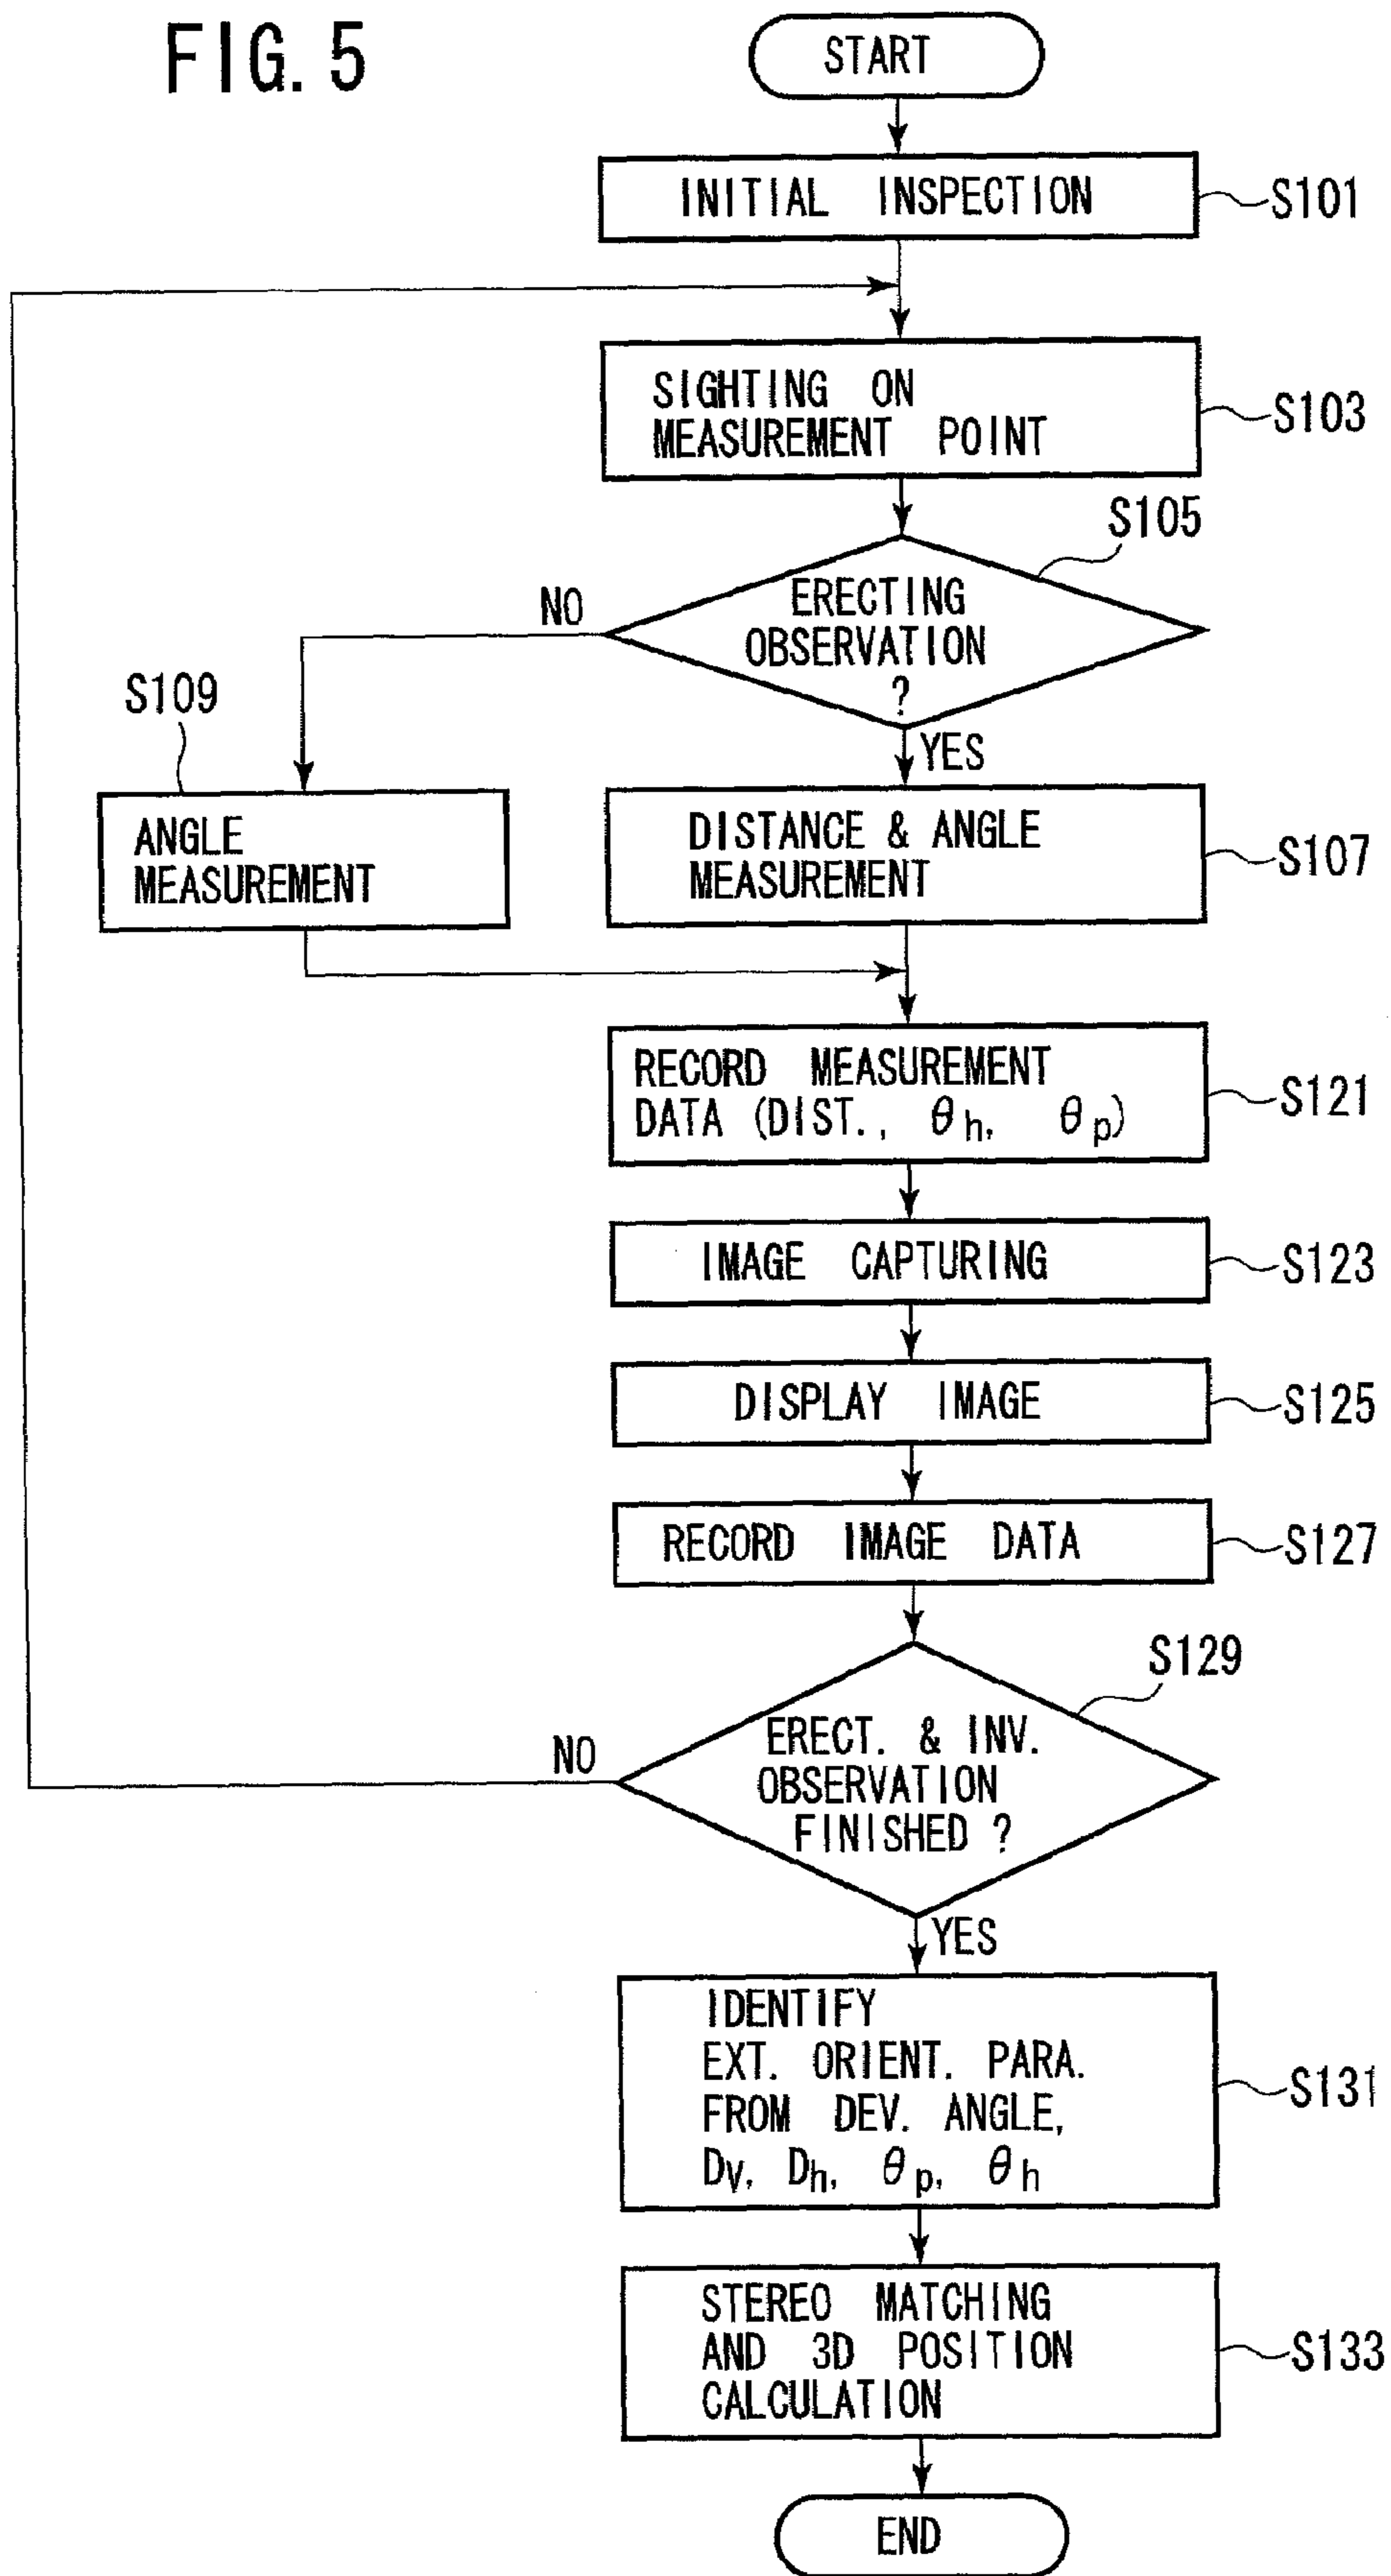 FIG. 5
START
INITIAL INSPECTION
S101
SIGHTING ON
MEASUREMENT POINT
S103
S105
ERECTING
OBSERVATION
?
NO
YES
S109
ANGLE
MEASUREMENT
DISTANCE & ANGLE
MEASUREMENT
S107
RECORD MEASUREMENT
DATA (DIST., θh, θp)
S121
IMAGE CAPTURING
S123
DISPLAY IMAGE
S125
RECORD IMAGE DATA
S127
S129
ERECT. & INV.
OBSERVATION
FINISHED ?
NO
YES
IDENTIFY
EXT. ORIENT. PARA.
FROM DEV. ANGLE,
Dv, Dh, θp, θh
S131
STEREO MATCHING
AND 3D POSITION
CALCULATION
S133
END